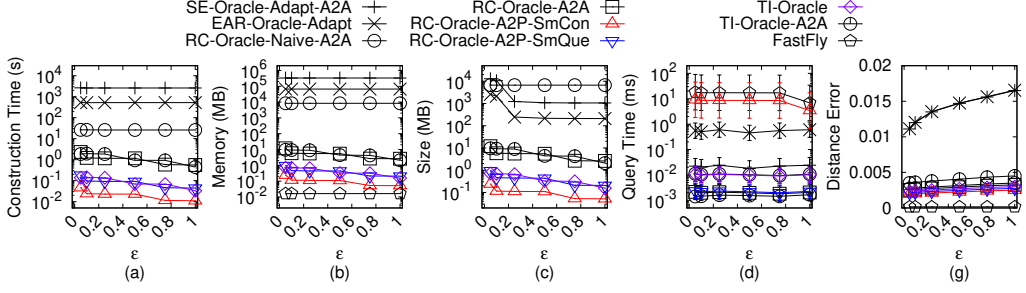 SE-Oracle-Adapt-A2A
EAR-Oracle-Adapt
RC-Oracle-Naive-A2A
RC-Oracle-A2A
RC-Oracle-A2P-SmCon
RC-Oracle-A2P-SmQue
TI-Oracle
TI-Oracle-A2A
FastFly
Construction Time (s)
10^4
10^3
10^2
10^1
10^0
10^-1
10^-2
0 0.2 0.4 0.6 0.8 1
ε
(a)
Memory (MB)
10^6
10^5
10^4
10^3
10^2
10^1
10^0
10^-1
10^-2
0 0.2 0.4 0.6 0.8 1
ε
(b)
Size (MB)
10^4
10^3
10^2
10^1
10^0
10^-1
0 0.2 0.4 0.6 0.8 1
ε
(c)
Query Time (ms)
10^2
10^1
10^0
10^-1
10^-2
10^-3
0 0.2 0.4 0.6 0.8 1
ε
(d)
Distance Error
0.02
0.015
0.01
0.005
0
0 0.2 0.4 0.6 0.8 1
ε
(g)